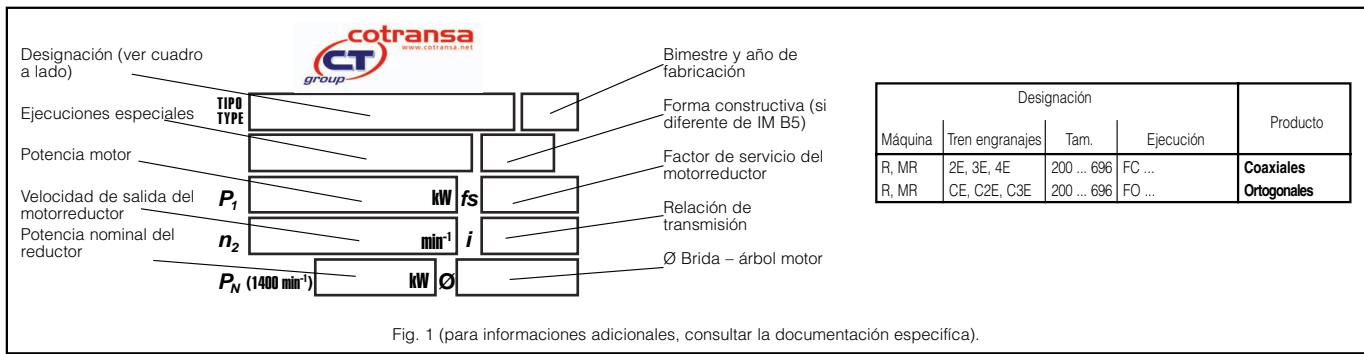 cotransa
www.cotransa.net
CT
group
Designación (ver cuadro
a lado)
Ejecuciones especiales
Potencia motor
Velocidad de salida del
motorreductor
Potencia nominal del
reductor
TIPO
TYPE
P1 kW fs
n2 min-1 i
PN (1400 min-1) kW Ø
Bimestre y año de
fabricación
Forma constructiva (si
diferente de IM B5)
Factor de servicio del
motorreductor
Relación de
transmisión
Ø Brida – árbol motor
Designación Producto
Máquina Tren engranajes Tam. Ejecución
R, MR 2E, 3E, 4E 200 ... 696 FC ... Coaxiales
R, MR CE, C2E, C3E 200 ... 696 FO ... Ortogonales
Fig. 1 (para informaciones adicionales, consultar la documentación especifíca).